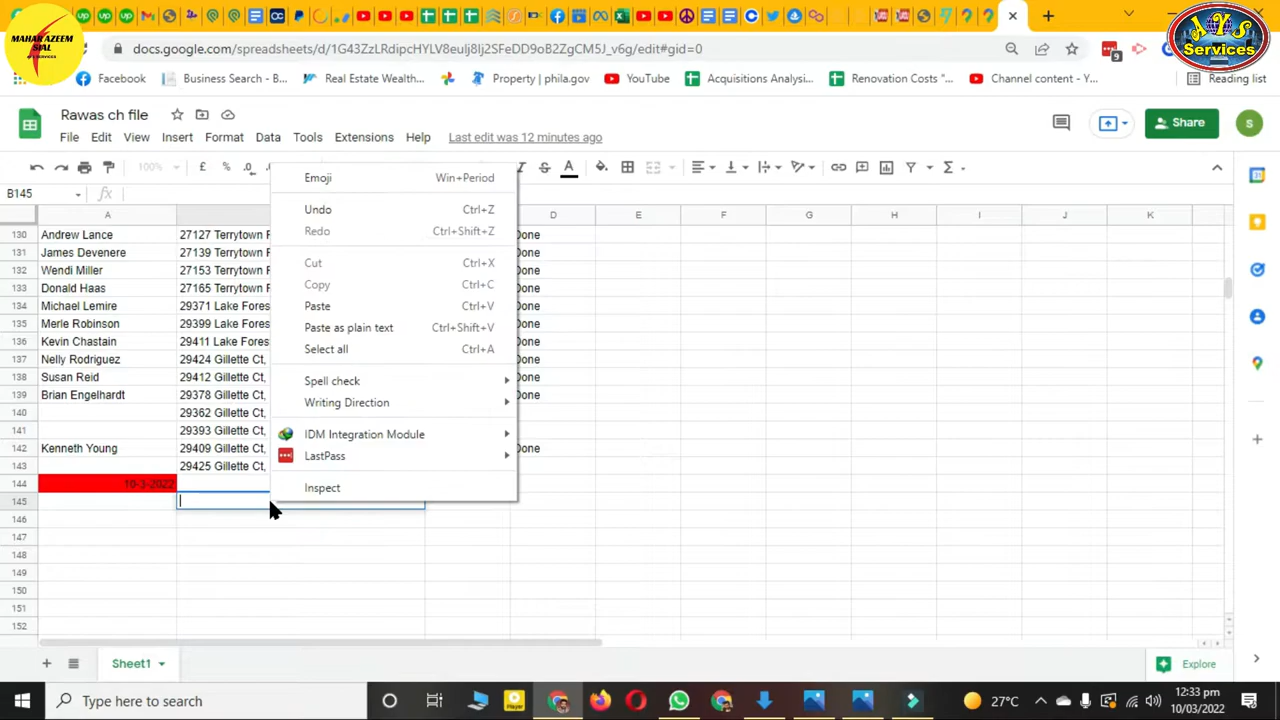 MAHAR AZEEM
SIAL
AYS
Services
docs.google.com/spreadsheets/d/1G43ZzLRdipcHYLV8eulj8lj2SFeDD9oB2ZgCM5J_v6g/edit#gid=0
9
Facebook
Business Search - B...
Real Estate Wealth...
Property | phila.gov
YouTube
Acquisitions Analysi...
Renovation Costs "...
Channel content - Y...
Reading list
Rawas ch file
File Edit View Insert Format Data Tools Extensions Help Last edit was 12 minutes ago
Share
s
100% £ % .0
B145 fx
A D E F G H I J K
130 Andrew Lance 27127 Terrytown Done
131 James Devenere 27139 Terrytown Done
132 Wendi Miller 27153 Terrytown Done
133 Donald Haas 27165 Terrytown Done
134 Michael Lemire 29371 Lake Fores Done
135 Merle Robinson 29399 Lake Fores Done
136 Kevin Chastain 29411 Lake Fores Done
137 Nelly Rodriguez 29424 Gillette Ct, Done
138 Susan Reid 29412 Gillette Ct, Done
139 Brian Engelhardt 29378 Gillette Ct, Done
140 29362 Gillette Ct,
141 29393 Gillette Ct,
142 Kenneth Young 29409 Gillette Ct, Done
143 29425 Gillette Ct,
144 10-3-2022
145
146
147
148
149
150
151
152
Emoji Win+Period
Undo Ctrl+Z
Redo Ctrl+Shift+Z
Cut Ctrl+X
Copy Ctrl+C
Paste Ctrl+V
Paste as plain text Ctrl+Shift+V
Select all Ctrl+A
Spell check
Writing Direction
IDM Integration Module
LastPass
Inspect
Sheet1
Explore
Type here to search
27°C
12:33 pm
10/03/2022